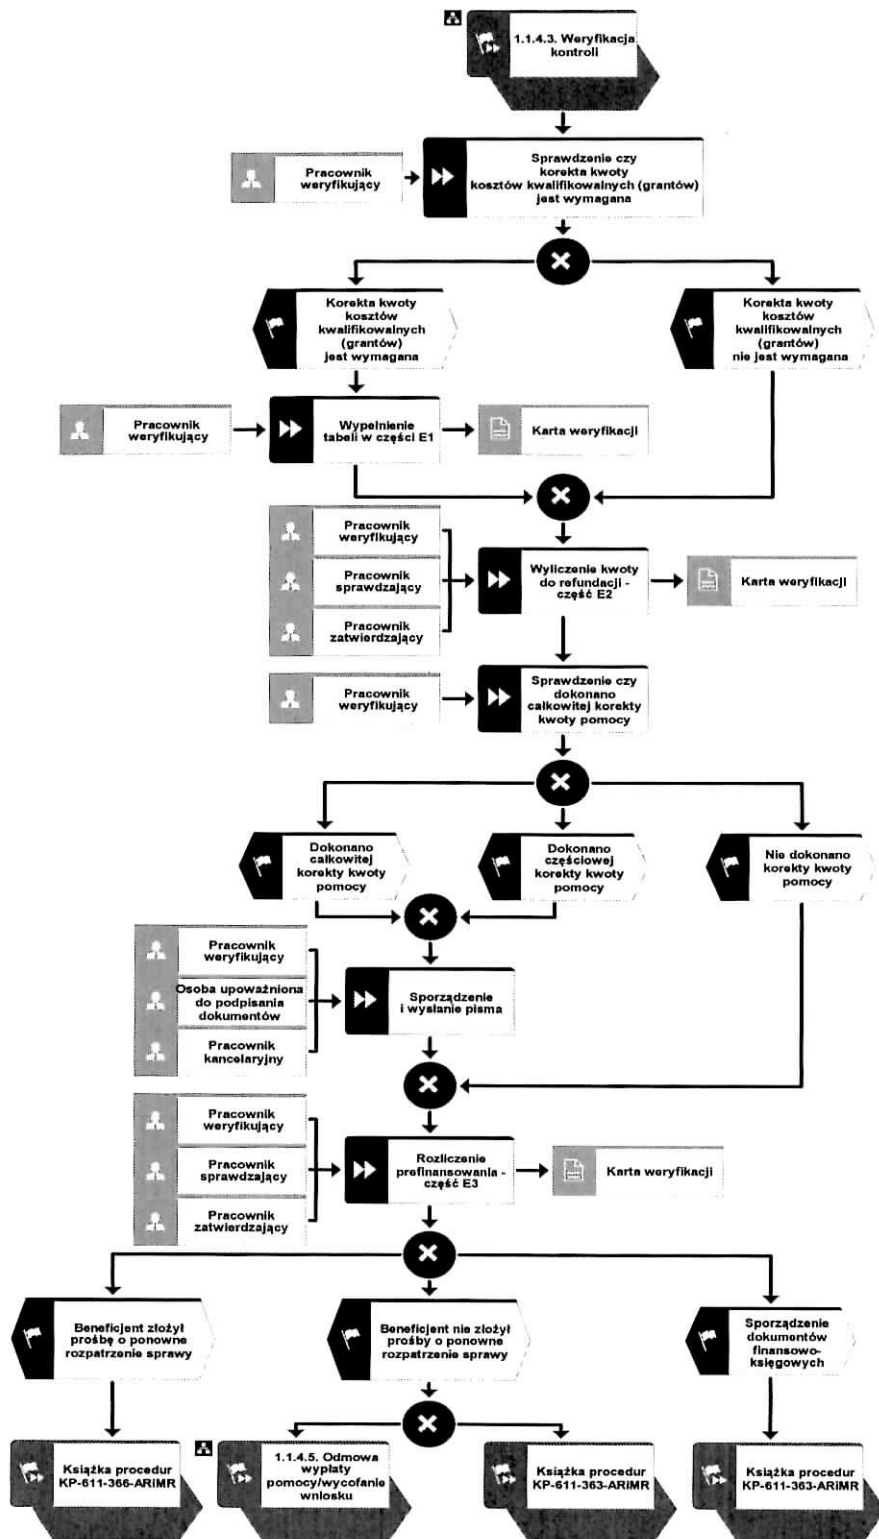 1.1.4.3. Weryfikacja
kontroli
Pracownik
weryfikujący
Sprawdzenie czy
korekta kwoty
kosztów kwalifikowalnych (grantów)
jest wymagana
Korekta kwoty
kosztów
kwalifikowalnych
(grantów)
jest wymagana
Korekta kwoty
kosztów
kwalifikowalnych
(grantów)
nie jest wymagana
Pracownik
weryfikujący
Wypełnienie
tabeli w części E1
Karta weryfikacji
Pracownik
weryfikujący
Pracownik
sprawdzający
Pracownik
zatwierdzający
Wyliczenie kwoty
do refundacji -
część E2
Karta weryfikacji
Pracownik
weryfikujący
Sprawdzenie czy
dokonano
całkowitej korekty
kwoty pomocy
Dokonano
całkowitej
korekty kwoty
pomocy
Dokonano
częściowej
korekty kwoty
pomocy
Nie dokonano
korekty kwoty
pomocy
Pracownik
weryfikujący
Osoba upoważniona
do podpisania
dokumentów
Pracownik
kancelaryjny
Sporządzenie
i wysłanie pisma
Pracownik
weryfikujący
Pracownik
sprawdzający
Pracownik
zatwierdzający
Rozliczenie
prefinansowania -
część E3
Karta weryfikacji
Beneficjent złożył
prośbę o ponowne
rozpatrzenie sprawy
Beneficjent nie złożył
prośby o ponowne
rozpatrzenie sprawy
Sporządzenie
dokumentów
finansowo-
księgowych
Książka procedur
KP-611-366-ARiMR
1.1.4.5. Odmowa
wypłaty
pomocy/wycofanie
wniosku
Książka procedur
KP-611-363-ARiMR
Książka procedur
KP-611-363-ARiMR